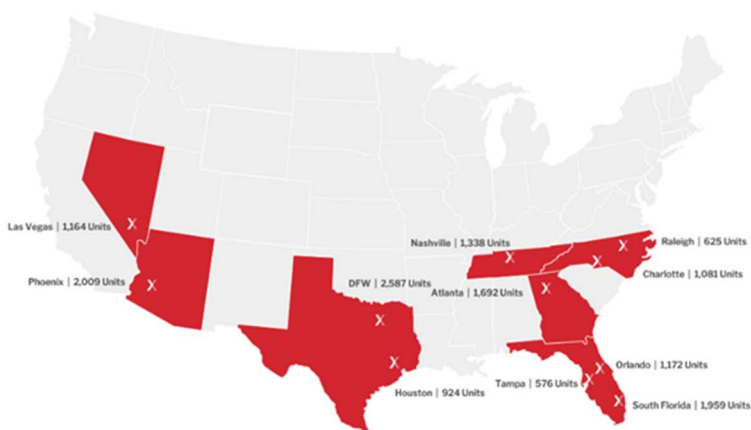 Las Vegas | 1,164 Units
Nashville | 1,338 Units
Raleigh | 625 Units
Phoenix | 2,009 Units
DFW | 2,587 Units
Atlanta | 1,692 Units
Charlotte | 1,081 Units
Houston | 924 Units
Tampa | 576 Units
Orlando | 1,172 Units
South Florida | 1,959 Units